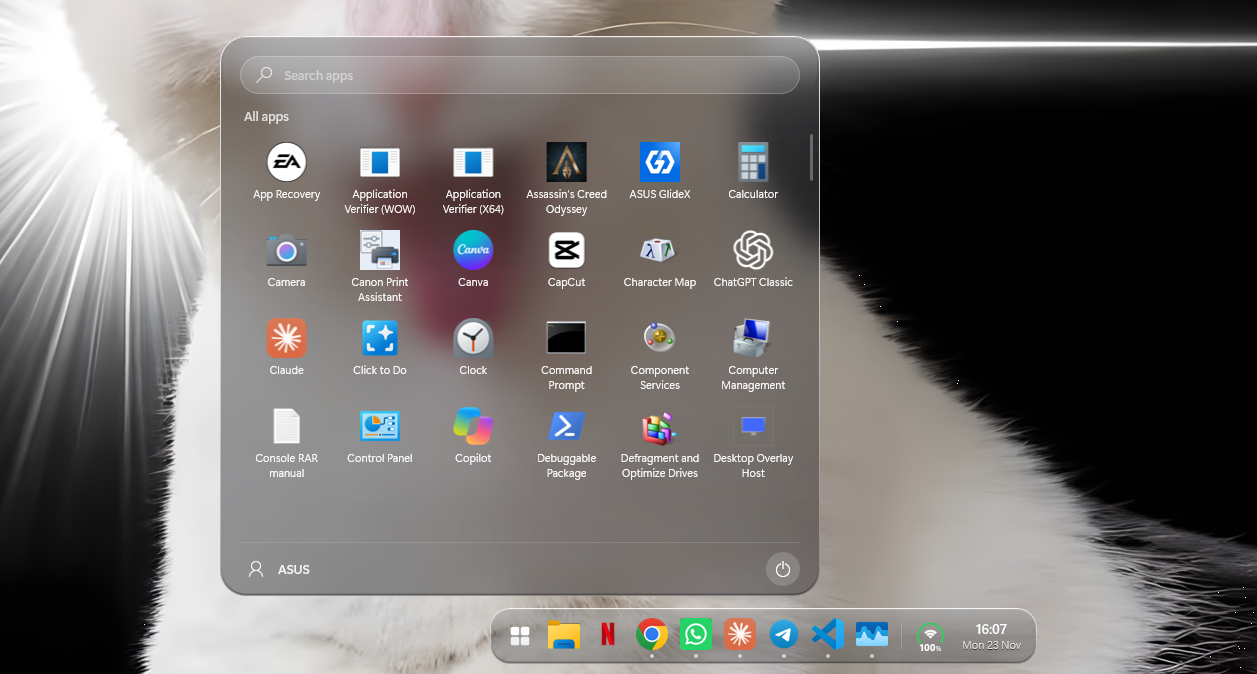 Search apps
All apps
EA
App Recovery
Application
Verifier (WOW)
Application
Verifier (X64)
Assassin's Creed
Odyssey
ASUS GlideX
Calculator
Camera
Canon Print
Assistant
Canva
Canva
CapCut
Character Map
ChatGPT Classic
Claude
Click to Do
Clock
Command
Prompt
Component
Services
Computer
Management
Console RAR
manual
Control Panel
Copilot
Debuggable
Package
Defragment and
Optimize Drives
Desktop Overlay
Host
ASUS
N
100%
16:07
Mon 23 Nov